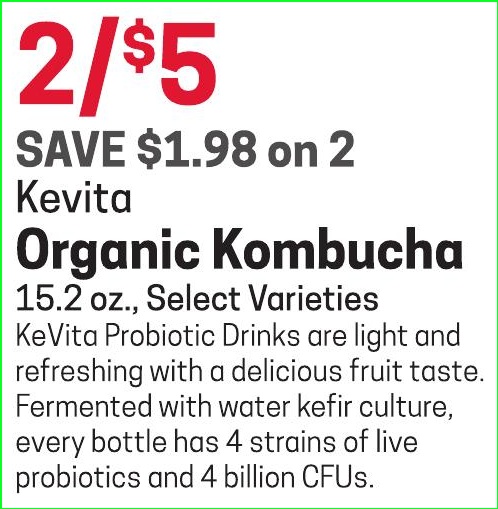 2/$5
SAVE $1.98 on 2
Kevita
Organic Kombucha
15.2 oz., Select Varieties
KeVita Probiotic Drinks are light and
refreshing with a delicious fruit taste.
Fermented with water kefir culture,
every bottle has 4 strains of live
probiotics and 4 billion CFUs.